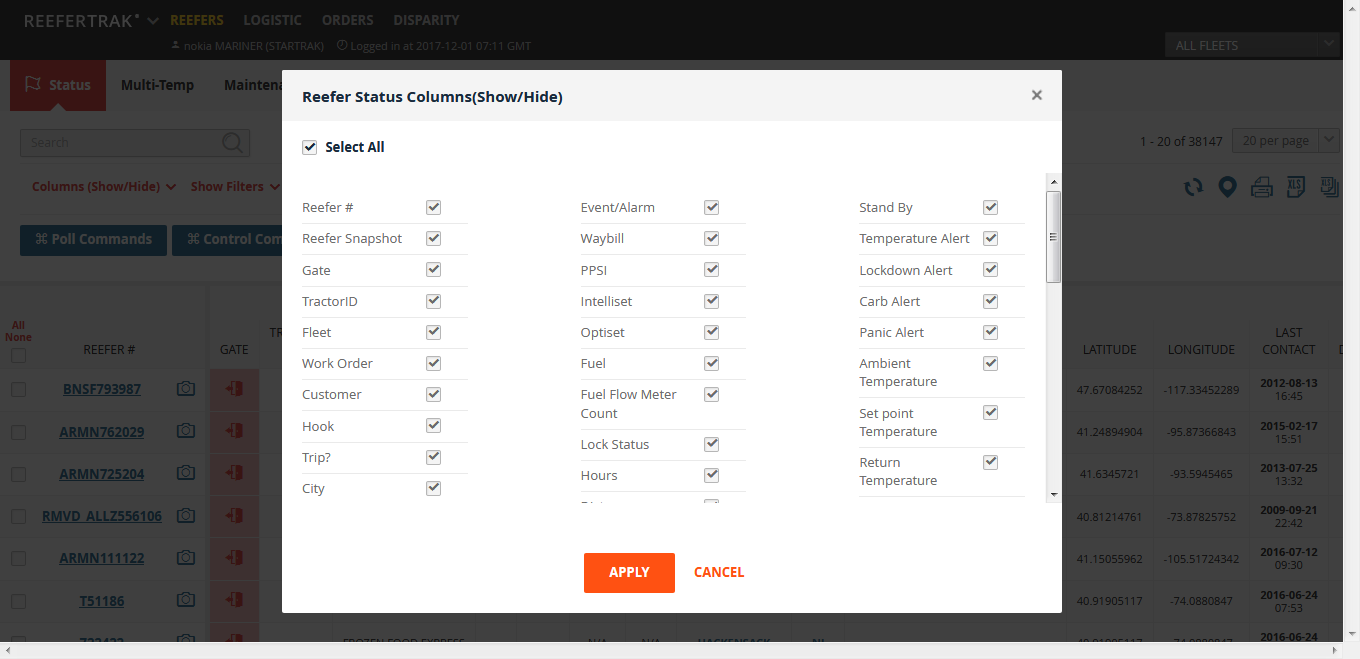 REEFERTRAK
REEFERS
LOGISTIC
ORDERS
DISPARITY
nokia MARINER (STARTRAK)
Logged in at 2017-12-01 07:11 GMT
ALL FLEETS
Status
Multi-Temp
Maintena
Search
1 - 20 of 38147
20 per page
Columns (Show/Hide)
Show Filters
XLS
XLS
⌘ Poll Commands
⌘ Control Com
Reefer Status Columns(Show/Hide)
×
Select All
Reefer #
Reefer Snapshot
Gate
TractorID
Fleet
Work Order
Customer
Hook
Trip?
City
Event/Alarm
Waybill
PPSI
Intelliset
Optiset
Fuel
Fuel Flow Meter
Count
Lock Status
Hours
Stand By
Temperature Alert
Lockdown Alert
Carb Alert
Panic Alert
Ambient
Temperature
Set point
Temperature
Return
Temperature
APPLY
CANCEL
All
None
REEFER #
GATE
TR
LATITUDE
LONGITUDE
LAST
CONTACT
BNSF793987
47.67084252
-117.33452289
2012-08-13
16:45
ARMN762029
41.24894904
-95.87366843
2015-02-17
15:51
ARMN725204
41.6345721
-93.5945465
2013-07-25
13:32
RMVD_ALLZ556106
40.81214761
-73.87825752
2009-09-21
22:42
ARMN111122
41.15055962
-105.51724342
2016-07-12
09:30
T51186
40.91905117
-74.0880847
2016-06-24
07:53
FROZEN FOOD EXPRESS
N/A
N/A
HACKENSACK
NJ
40.91905117
-74.0880847
2016-06-24